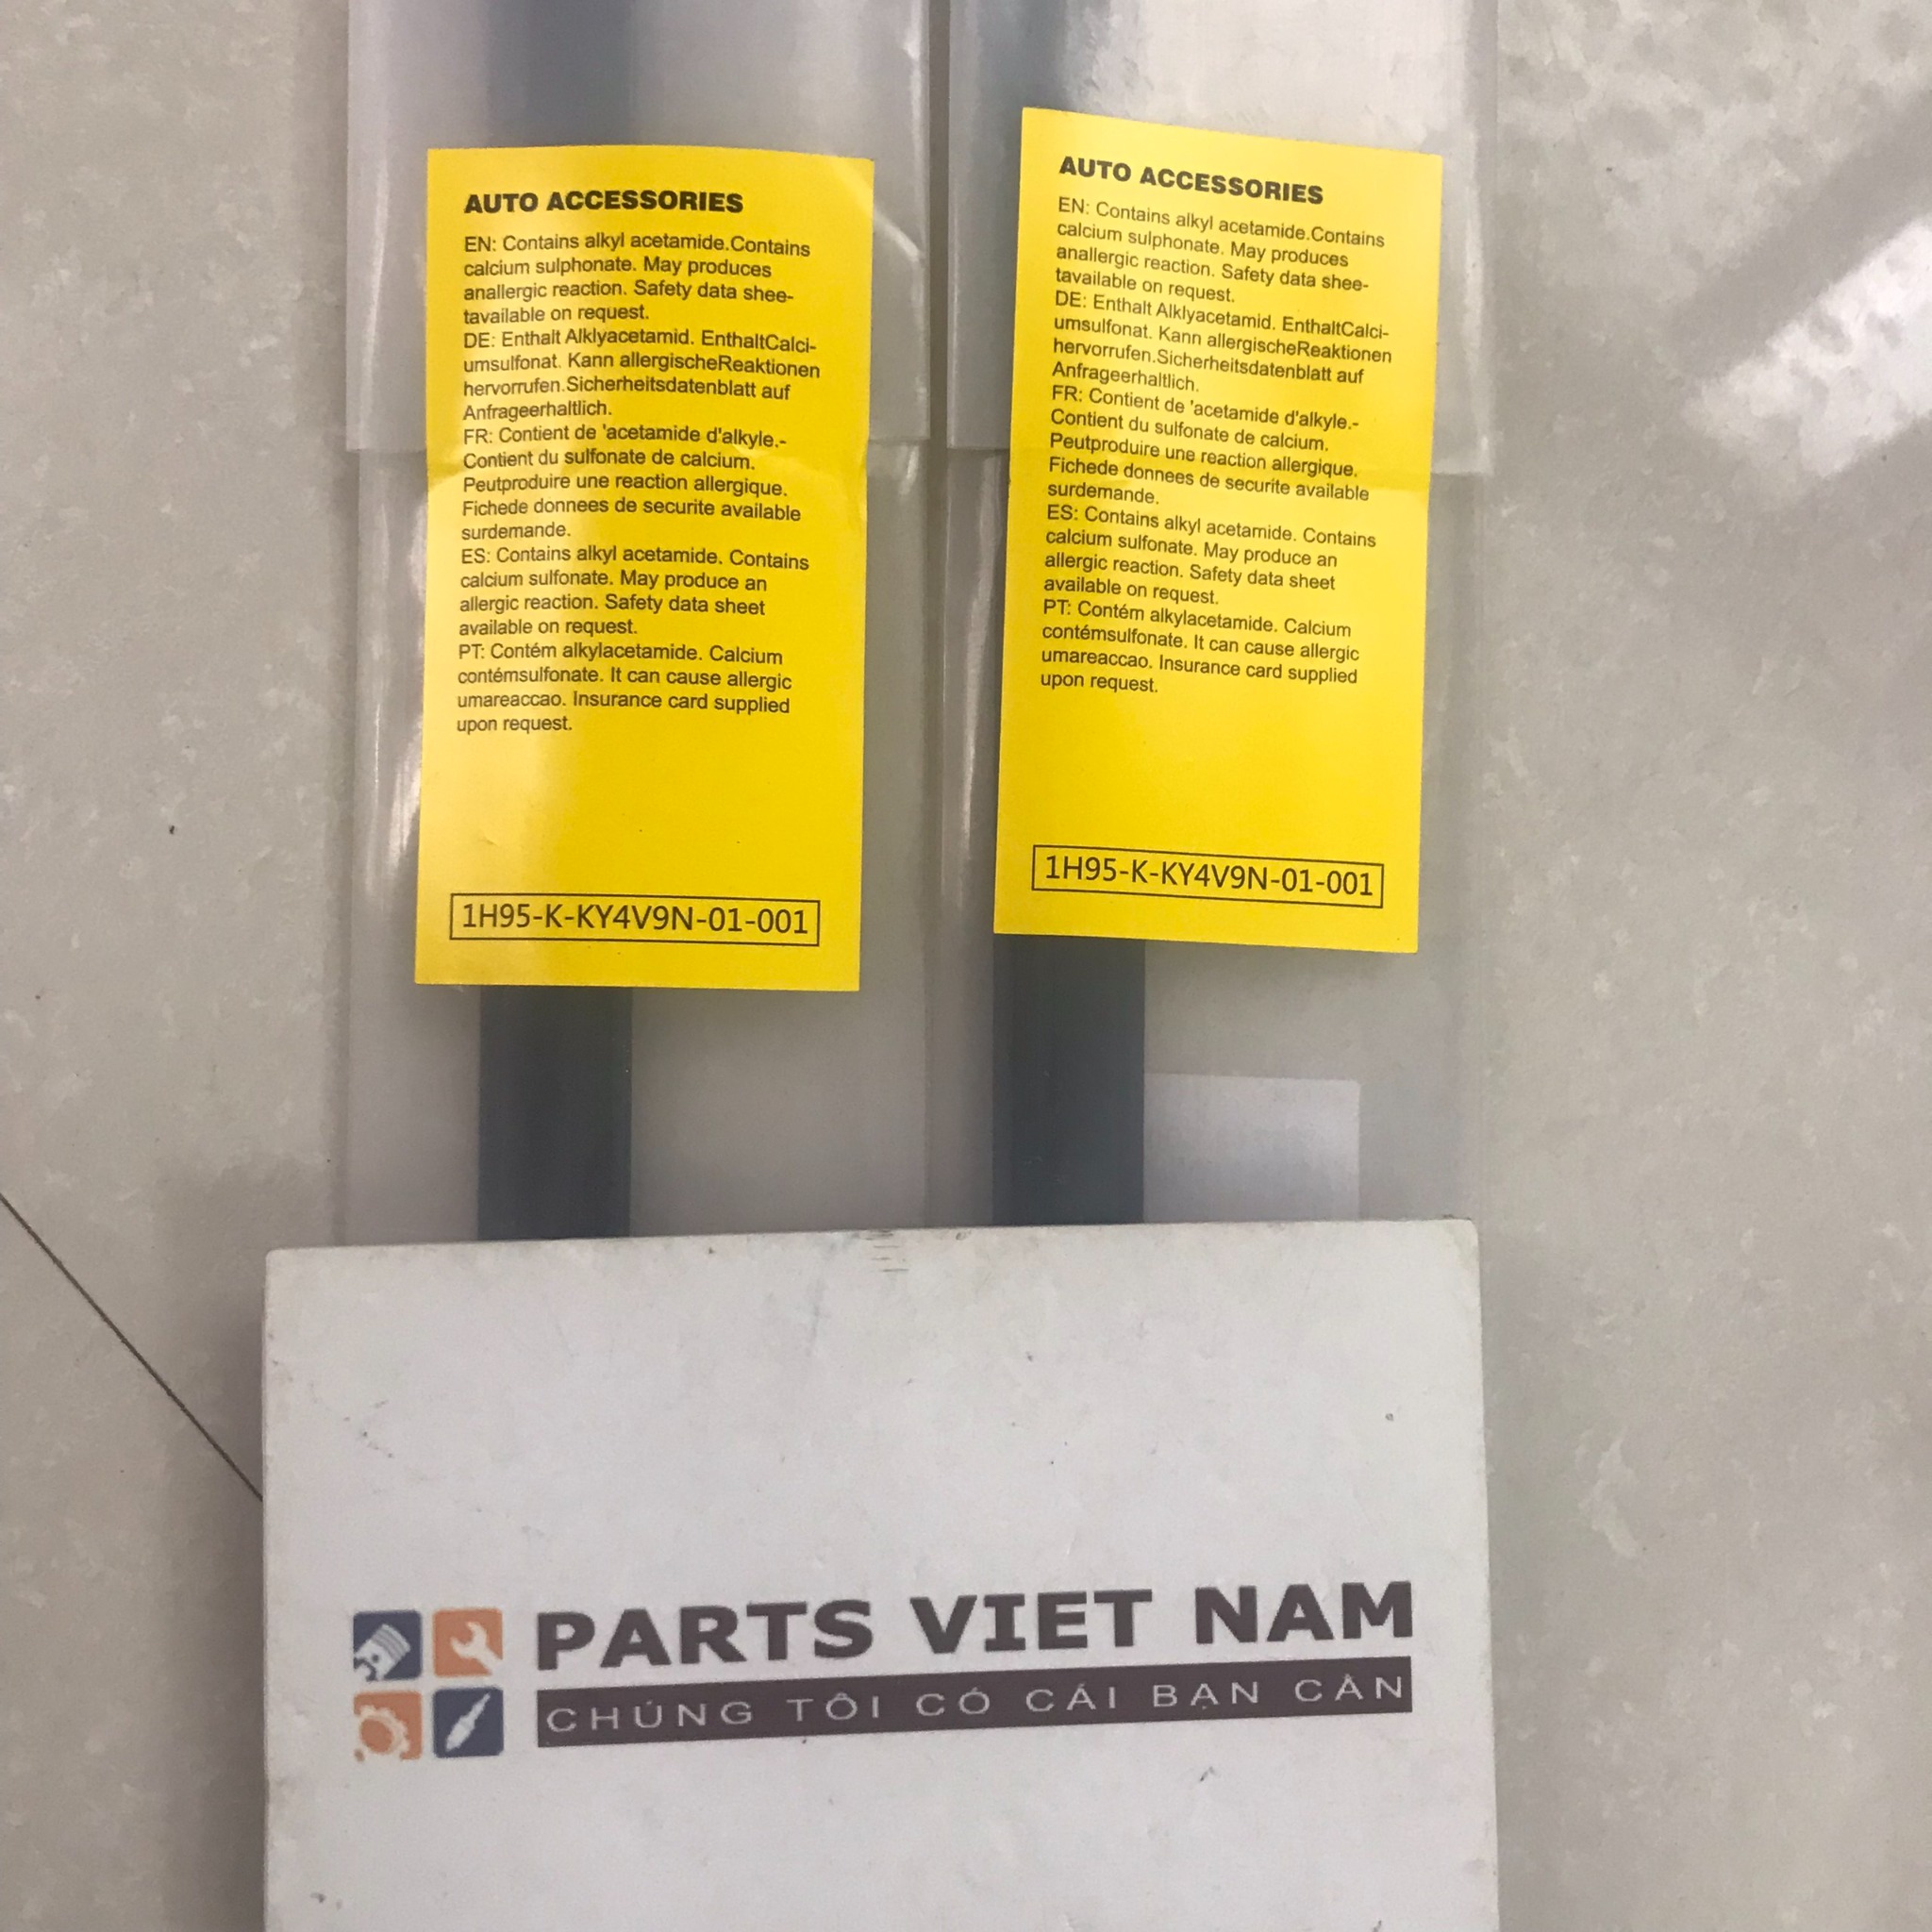 AUTO ACCESSORIES
EN: Contains alkyl acetamide.Contains
calcium sulphonate. May produces
anallergic reaction. Safety data shee-
tavailable on request.
DE: Enthalt Alklyacetamid. EnthaltCalci-
umsulfonat. Kann allergischeReaktionen
hervorrufen.Sicherheitsdatenblatt auf
Anfrageerhaltlich.
FR: Contient de 'acetamide d'alkyle.-
Contient du sulfonate de calcium.
Peutproduire une reaction allergique.
Fichede donnees de securite available
surdemande.
ES: Contains alkyl acetamide. Contains
calcium sulfonate. May produce an
allergic reaction. Safety data sheet
available on request.
PT: Contém alkylacetamide. Calcium
contémsulfonate. It can cause allergic
umareaccao. Insurance card supplied
upon request.
1H95-K-KY4V9N-01-001
AUTO ACCESSORIES
EN: Contains alkyl acetamide.Contains
calcium sulphonate. May produces
anallergic reaction. Safety data shee-
tavailable on request.
DE: Enthalt Alklyacetamid. EnthaltCalci-
umsulfonat. Kann allergischeReaktionen
hervorrufen.Sicherheitsdatenblatt auf
Anfrageerhaltlich.
FR: Contient de 'acetamide d'alkyle.-
Contient du sulfonate de calcium.
Peutproduire une reaction allergique.
Fichede donnees de securite available
surdemande.
ES: Contains alkyl acetamide. Contains
calcium sulfonate. May produce an
allergic reaction. Safety data sheet
available on request.
PT: Contém alkylacetamide. Calcium
contémsulfonate. It can cause allergic
umareaccao. Insurance card supplied
upon request.
1H95-K-KY4V9N-01-001
PARTS VIET NAM
CHÚNG TÔI CÓ CÁI BẠN CẦN